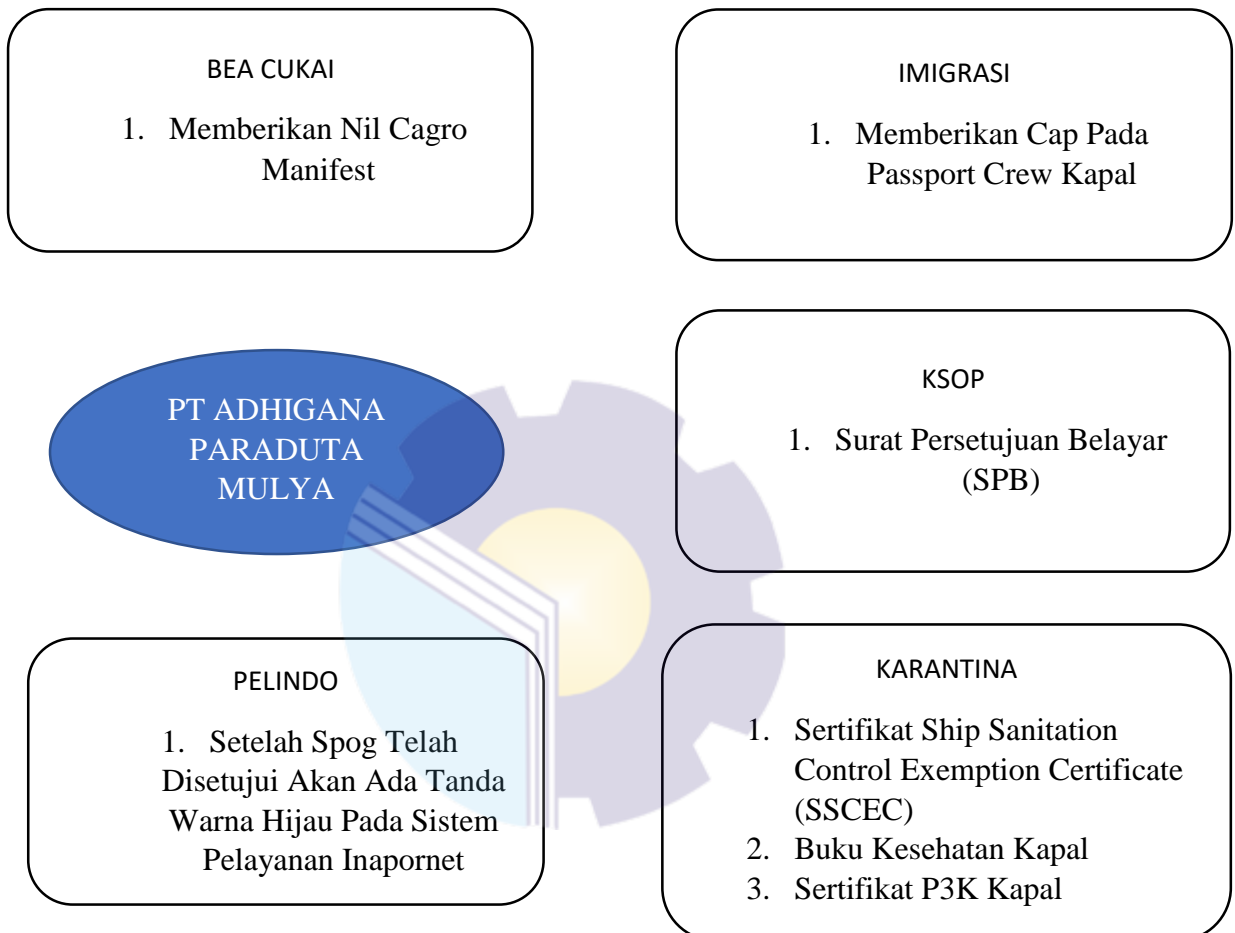 BEA CUKAI
1. Memberikan Nil Cagro
Manifest
IMIGRASI
1. Memberikan Cap Pada
Passport Crew Kapal
PT ADHIGANA
PARADUTA
MULYA
KSOP
1. Surat Persetujuan Belayar
(SPB)
PELINDO
1. Setelah Spog Telah
Disetujui Akan Ada Tanda
Warna Hijau Pada Sistem
Pelayanan Inapornet
KARANTINA
1. Sertifikat Ship Sanitation
Control Exemption Certificate
(SSCEC)
2. Buku Kesehatan Kapal
3. Sertifikat P3K Kapal